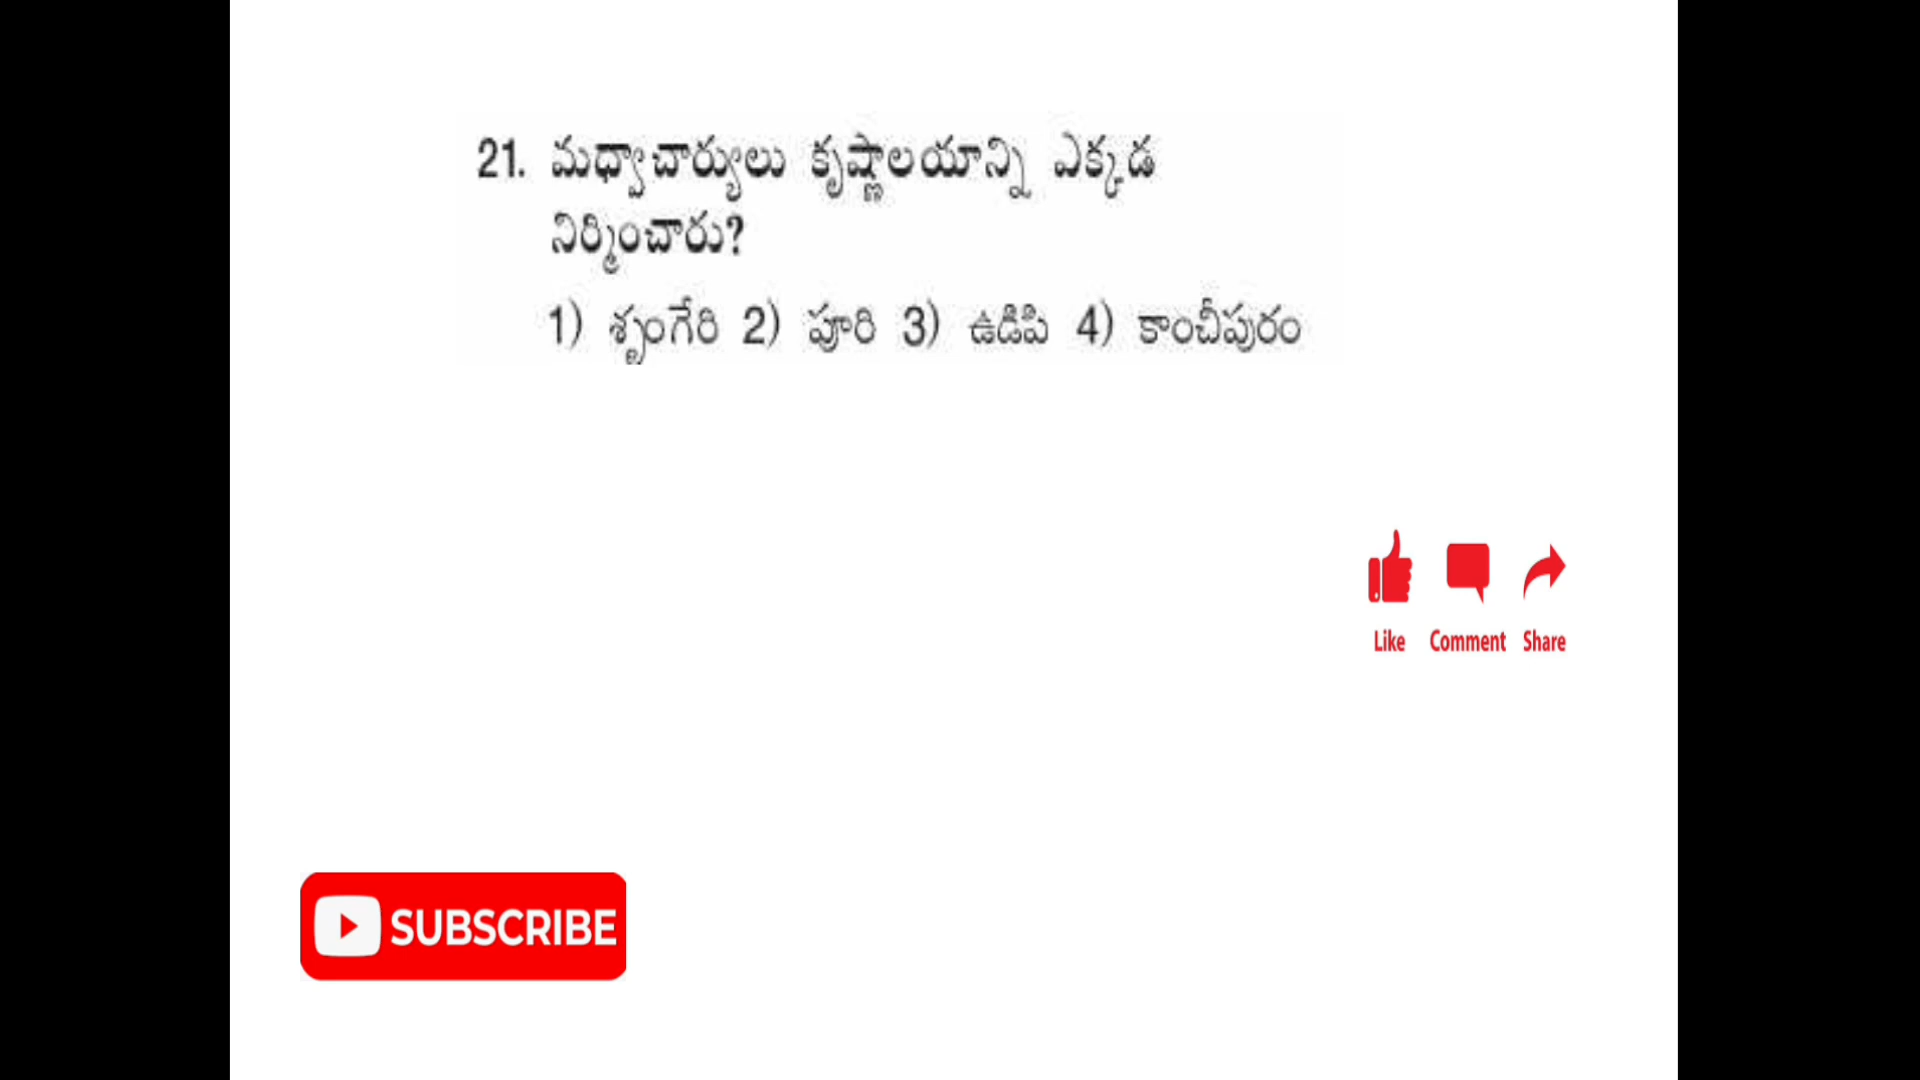 21. మధ్వాచార్యులు కృష్ణాలయాన్ని ఎక్కడ
నిర్మించారు?
1) శృంగేరి 2) పూరి 3) ఉడిపి 4) కాంచీపురం
Like Comment Share
SUBSCRIBE